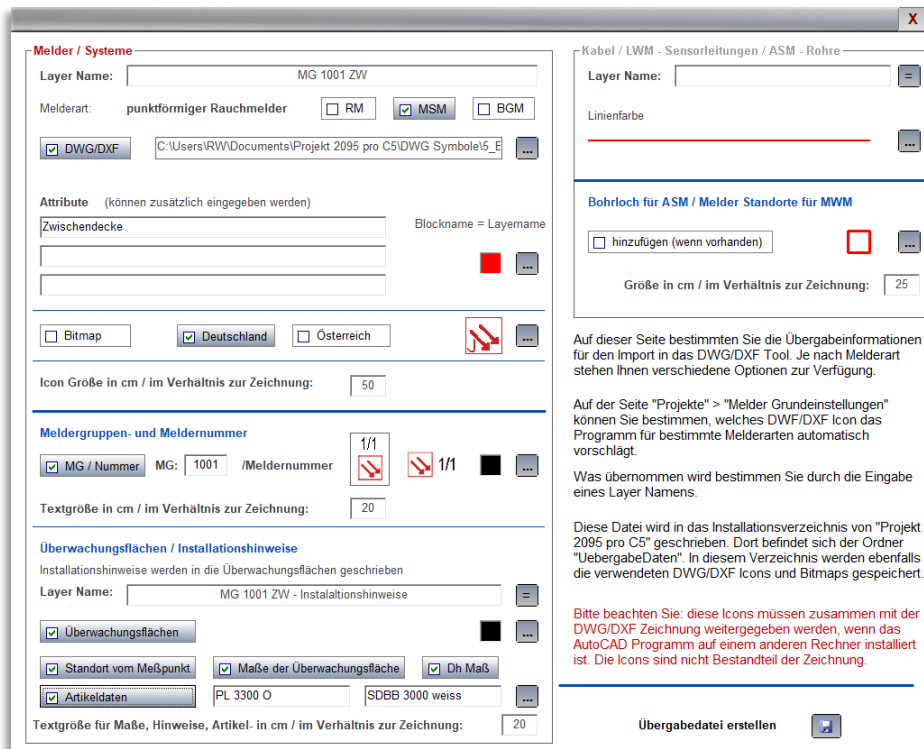 X
Melder / Systeme
Layer Name: MG 1001 ZW
Melderart: punktförmiger Rauchmelder RM MSM BGM
DWG/DXF C:\Users\RW\Documents\Projekt 2095 pro C5\DWG Symbole\5_E ...
Attribute (können zusätzlich eingegeben werden)
Zwischendecke Blockname = Layername
...
Bitmap Deutschland Österreich J ...
Icon Größe in cm / im Verhältnis zur Zeichnung: 50
Meldergruppen- und Meldernummer
1/1
MG / Nummer MG: 1001 /Meldernummer 1/1 ...
Textgröße in cm / im Verhältnis zur Zeichnung: 20
Überwachungsflächen / Installationshinweise
Installationshinweise werden in die Überwachungsflächen geschrieben
Layer Name: MG 1001 ZW - Instalaltionshinweise =
Überwachungsflächen ...
Standort vom Meßpunkt Maße der Überwachungsfläche Dh Maß
Artikeldaten PL 3300 O SDBB 3000 weiss ...
Textgröße für Maße, Hinweise, Artikel- in cm / im Verhältnis zur Zeichnung: 20
Kabel / LWM - Sensorleitungen / ASM - Rohre
Layer Name: =
Linienfarbe
...
Bohrloch für ASM / Melder Standorte für MWM
hinzufügen (wenn vorhanden) ...
Größe in cm / im Verhältnis zur Zeichnung: 25
Auf dieser Seite bestimmten Sie die Übergabeinformationen
für den Import in das DWG/DXF Tool. Je nach Melderart
stehen Ihnen verschiedene Optionen zur Verfügung.
Auf der Seite "Projekte" > "Melder Grundeinstellungen"
können Sie bestimmen, welches DWF/DXF Icon das
Programm für bestimmte Melderarten automatisch
vorschlägt.
Was übernommen wird bestimmen Sie durch die Eingabe
eines Layer Namens.
Diese Datei wird in das Installationsverzeichnis von "Projekt
2095 pro C5" geschrieben. Dort befindet sich der Ordner
"UebergabeDaten". In diesem Verzeichnis werden ebenfalls
die verwendeten DWG/DXF Icons und Bitmaps gespeichert.
Bitte beachten Sie: diese Icons müssen zusammen mit der
DWG/DXF Zeichnung weitergegeben werden, wenn das
AutoCAD Programm auf einem anderen Rechner installiert
ist. Die Icons sind nicht Bestandteil der Zeichnung.
Übergabedatei erstellen